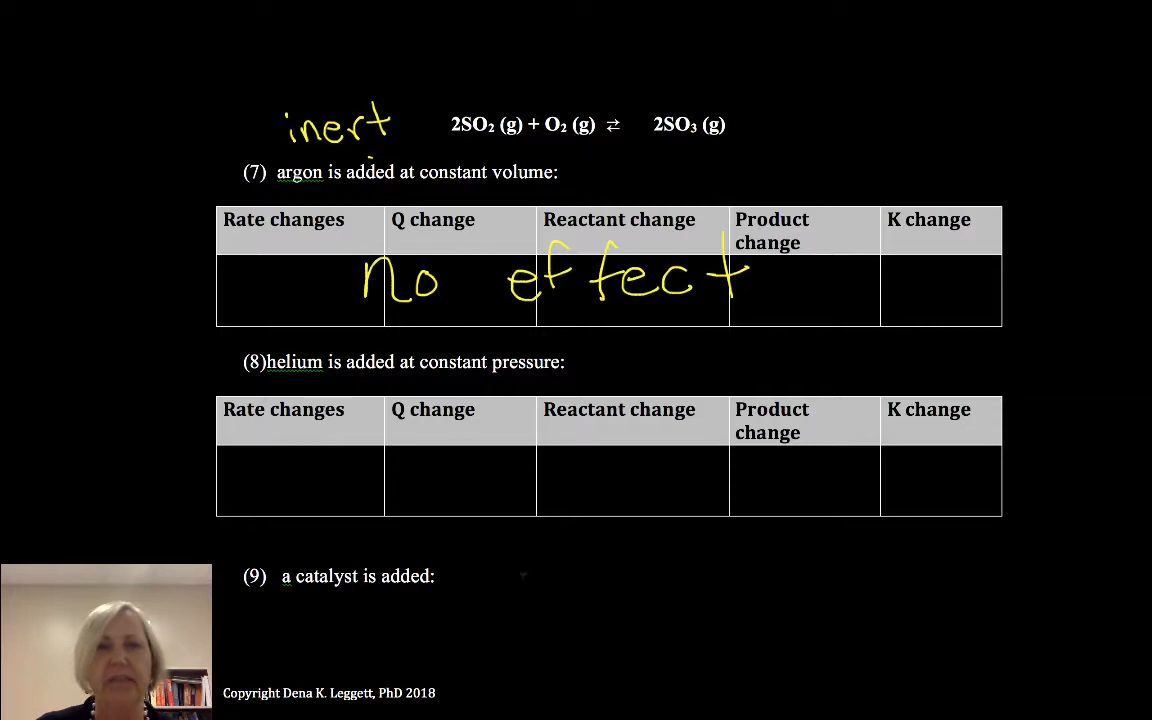 inert
2SO₂ (g) + O₂ (g) ⇄ 2SO₃ (g)
(7) argon is added at constant volume:
Rate changes Q change Reactant change Product change K change
no effect
(8)helium is added at constant pressure:
Rate changes Q change Reactant change Product change K change
(9) a catalyst is added:
Copyright Dena K. Leggett, PhD 2018